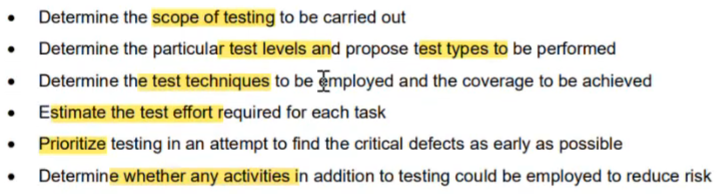 • Determine the scope of testing to be carried out
• Determine the particular test levels and propose test types to be performed
• Determine the test techniques to be employed and the coverage to be achieved
• Estimate the test effort required for each task
• Prioritize testing in an attempt to find the critical defects as early as possible
• Determine whether any activities in addition to testing could be employed to reduce risk